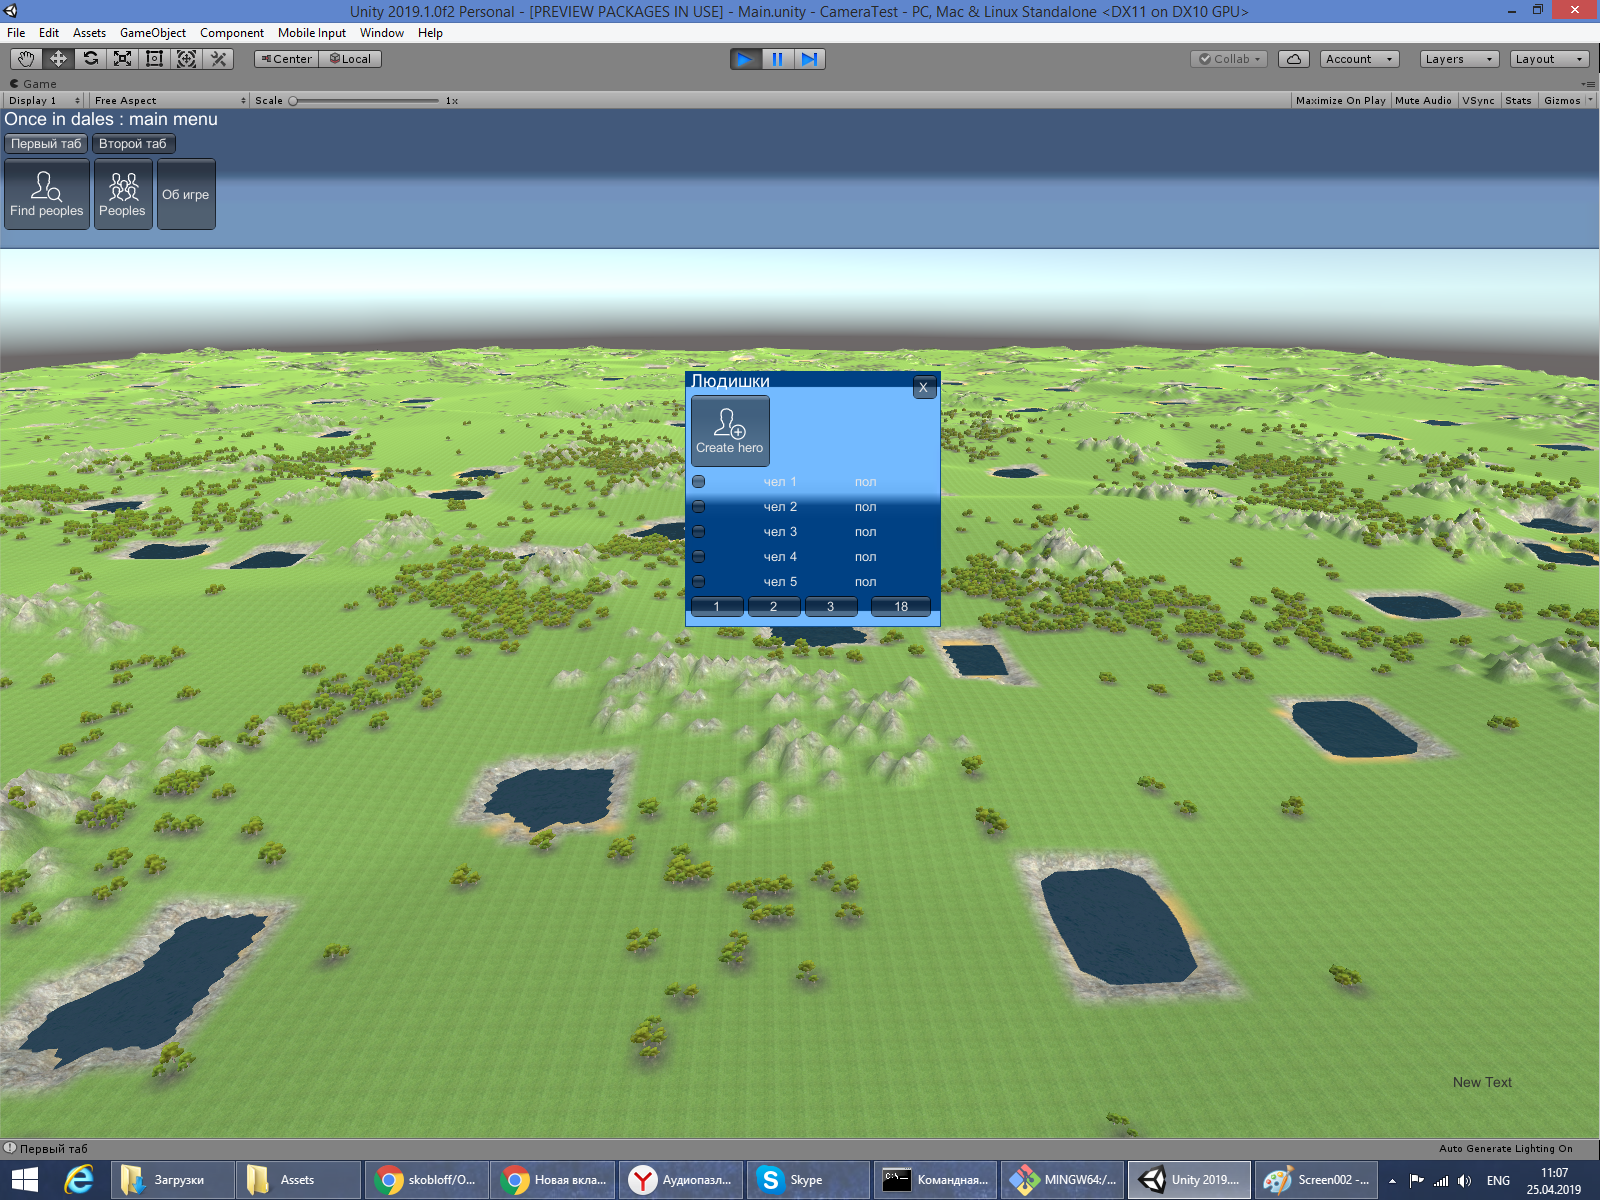 Unity 2019.1.0f2 Personal - [PREVIEW PACKAGES IN USE] - Main.unity - CameraTest - PC, Mac & Linux Standalone <DX11 on DX10 GPU>
File Edit Assets GameObject Component Mobile Input Window Help
Center Local Collab Account Layers Layout
Game
Display 1 Free Aspect Scale 1x Maximize On Play Mute Audio VSync Stats Gizmos
Once in dales : main menu
Первый таб Второй таб
Find peoples Peoples Об игре
Людишки X
Create hero
чел 1 пол
чел 2 пол
чел 3 пол
чел 4 пол
чел 5 пол
1 2 3 18
New Text
Первый таб Auto Generate Lighting On
Загрузки Assets skobloff/O... Новая вкла... Аудиопазл... Skype Командная... MINGW64:/... Unity 2019.... Screen002 -... ENG 11:07
25.04.2019